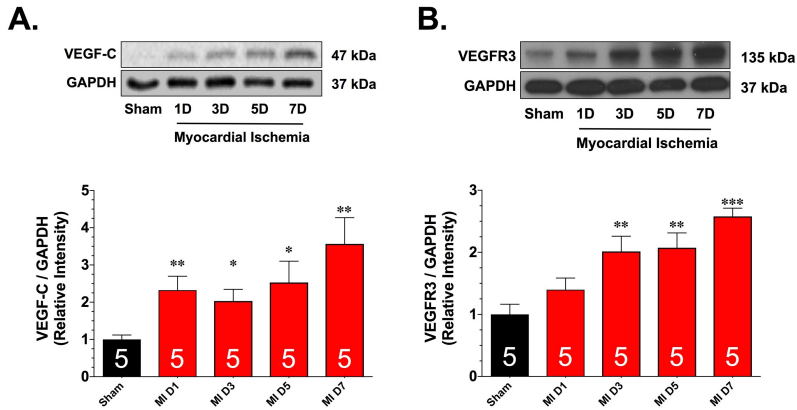 A.
VEGF-C
47 kDa
GAPDH
37 kDa
Sham 1D 3D 5D 7D
Myocardial Ischemia
VEGF-C / GAPDH
(Relative Intensity)
5
4
3
2
1
0
** * * **
5 5 5 5 5
Sham MI D1 MI D3 MI D5 MI D7
B.
VEGFR3
135 kDa
GAPDH
37 kDa
Sham 1D 3D 5D 7D
Myocardial Ischemia
VEGFR3 / GAPDH
(Relative Intensity)
3
2
1
0
** ** ***
5 5 5 5 5
Sham MI D1 MI D3 MI D5 MI D7